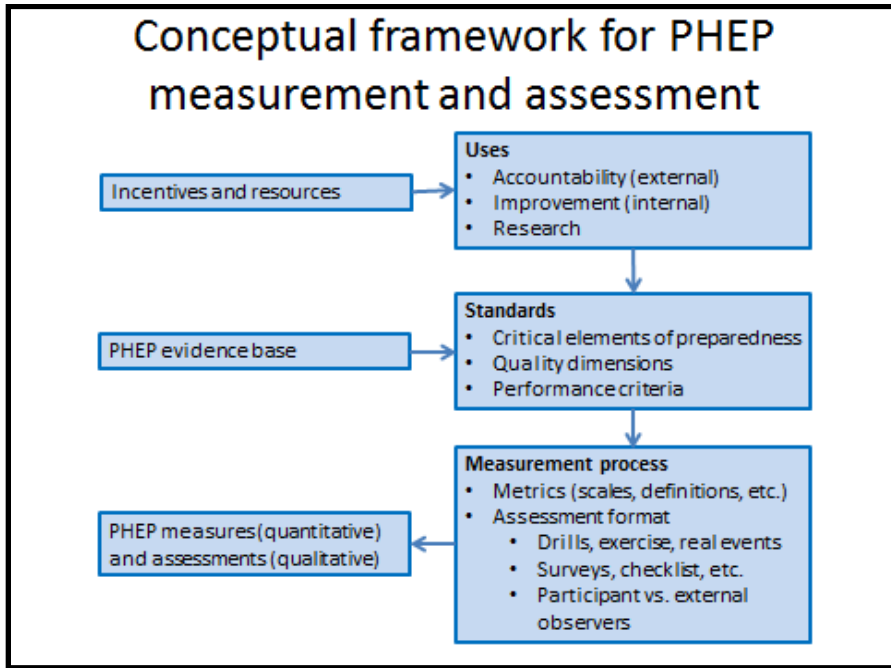 Conceptual framework for PHEP
measurement and assessment
Incentives and resources
Uses
• Accountability (external)
• Improvement (internal)
• Research
PHEP evidence base
Standards
• Critical elements of preparedness
• Quality dimensions
• Performance criteria
PHEP measures (quantitative)
and assessments (qualitative)
Measurement process
• Metrics (scales, definitions, etc.)
• Assessment format
• Drills, exercise, real events
• Surveys, checklist, etc.
• Participant vs. external
observers